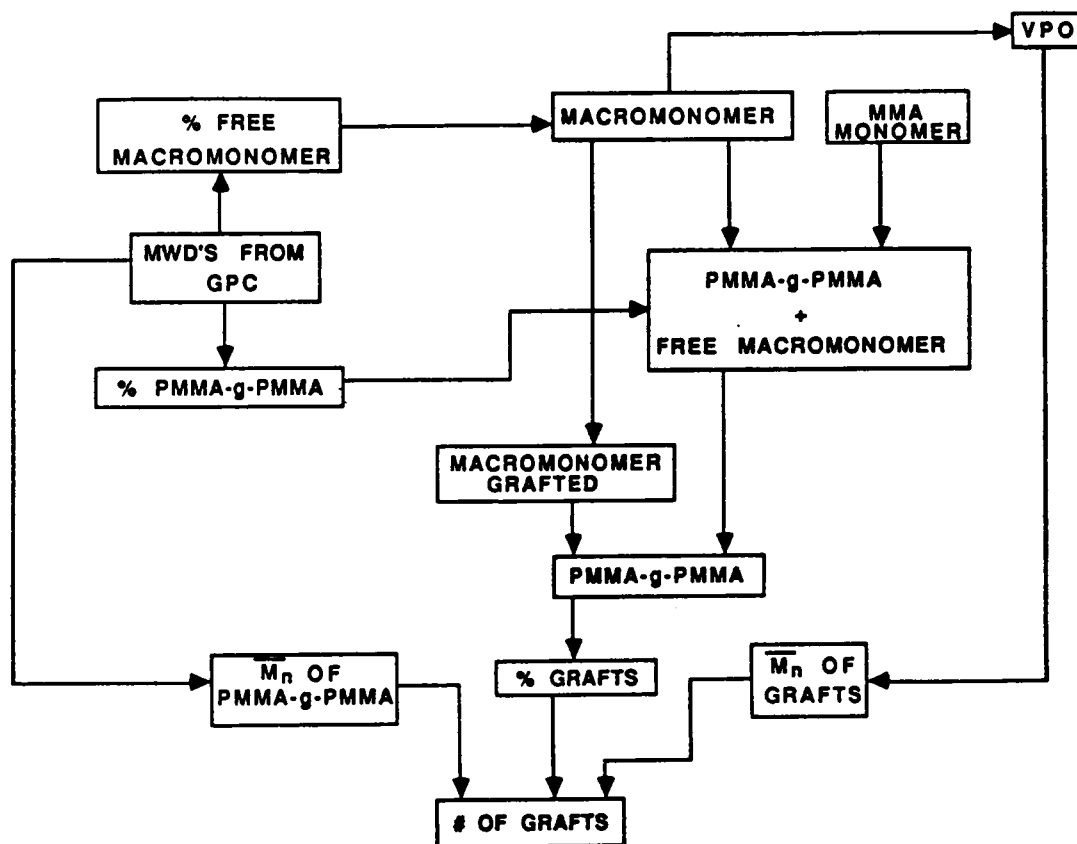 VPO
% FREE
MACROMONOMER
MACROMONOMER
MMA
MONOMER
MWD'S FROM
GPC
PMMA-g-PMMA
+
FREE MACROMONOMER
% PMMA-g-PMMA
MACROMONOMER
GRAFTED
PMMA-g-PMMA
M̅n OF
PMMA-g-PMMA
% GRAFTS
M̅n OF
GRAFTS
# OF GRAFTS